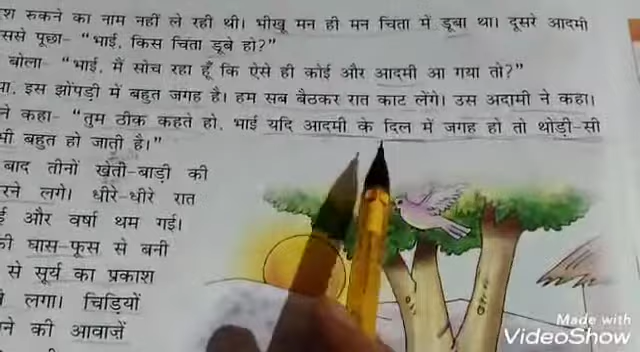 रुकने का नाम नहीं ले रही थी। भीखू मन ही मन चिंता में डूबा था। दूसरे आदमी
ससे पूछा- “भाई, किस चिंता डूबे हो?”
बोला- “भाई, मैं सोच रहा हूँ कि ऐसे ही कोई और आदमी आ गया तो?”
इस झोंपड़ी में बहुत जगह है। हम सब बैठकर रात काट लेंगे। उस अदामी ने कहा।
ने कहा- “तुम ठीक कहते हो, भाई यदि आदमी के दिल में जगह हो तो थोड़ी-सी
भी बहुत हो जाती है।”
बाद तीनों खेती-बाड़ी की
रने लगे। धीरे-धीरे रात
ई और वर्षा थम गई।
की घास-फूस से बनी
से सूर्य का प्रकाश
लगा। चिड़ियों
ने की आवाज़ें
Made with
VideoShow